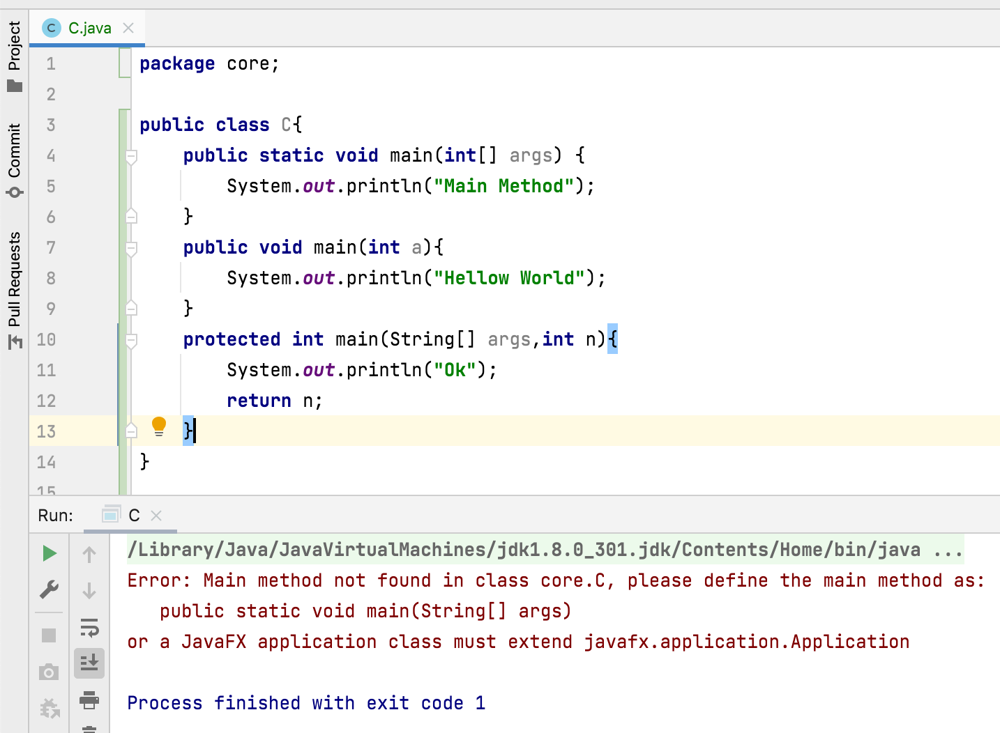 C.java
Project
Commit
Pull Requests
1 package core;
2
3 public class C{
4     public static void main(int[] args) {
5         System.out.println("Main Method");
6     }
7     public void main(int a){
8         System.out.println("Hellow World");
9     }
10     protected int main(String[] args,int n){
11         System.out.println("Ok");
12         return n;
13     }
14 }
15
Run: C
/Library/Java/JavaVirtualMachines/jdk1.8.0_301.jdk/Contents/Home/bin/java ...
Error: Main method not found in class core.C, please define the main method as:
   public static void main(String[] args)
or a JavaFX application class must extend javafx.application.Application
Process finished with exit code 1